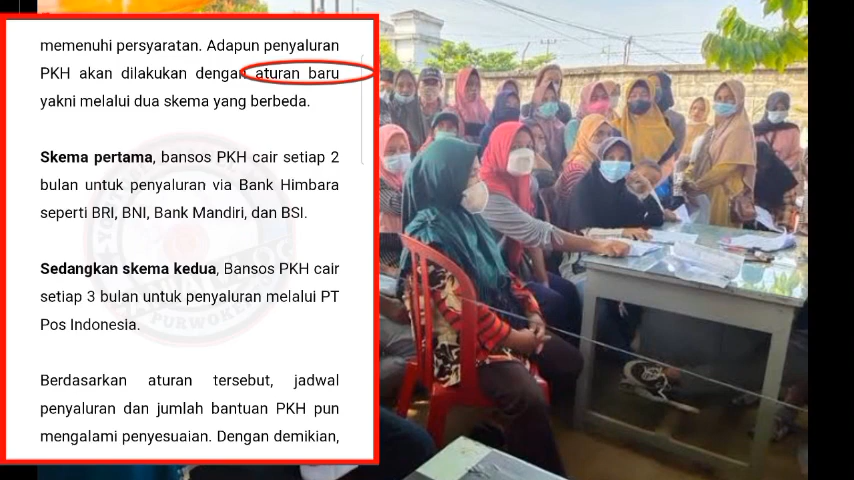 memenuhi persyaratan. Adapun penyaluran
PKH akan dilakukan dengan aturan baru
yakni melalui dua skema yang berbeda.
Skema pertama, bansos PKH cair setiap 2
bulan untuk penyaluran via Bank Himbara
seperti BRI, BNI, Bank Mandiri, dan BSI.
Sedangkan skema kedua, Bansos PKH cair
setiap 3 bulan untuk penyaluran melalui PT
Pos Indonesia.
Berdasarkan aturan tersebut, jadwal
penyaluran dan jumlah bantuan PKH pun
mengalami penyesuaian. Dengan demikian,